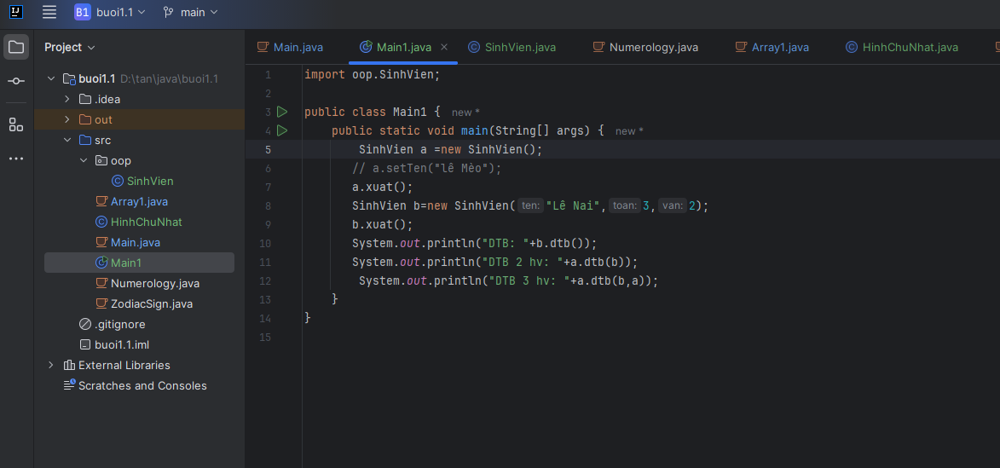 IJ B1 buoi1.1 main
Project
Main.java Main1.java SinhVien.java Numerology.java Array1.java HinhChuNhat.java
buoi1.1 D:\tan\java\buoi1.1
.idea
out
src
oop
SinhVien
Array1.java
HinhChuNhat
Main.java
Main1
Numerology.java
ZodiacSign.java
.gitignore
buoi1.1.iml
External Libraries
Scratches and Consoles
1 import oop.SinhVien;
2
3 public class Main1 { new *
4 public static void main(String[] args) { new *
5 SinhVien a =new SinhVien();
6 // a.setTen("lê Mèo");
7 a.xuat();
8 SinhVien b=new SinhVien( ten: "Lê Nai", toan: 3, van: 2);
9 b.xuat();
10 System.out.println("DTB: "+b.dtb());
11 System.out.println("DTB 2 hv: "+a.dtb(b));
12 System.out.println("DTB 3 hv: "+a.dtb(b,a));
13 }
14 }
15